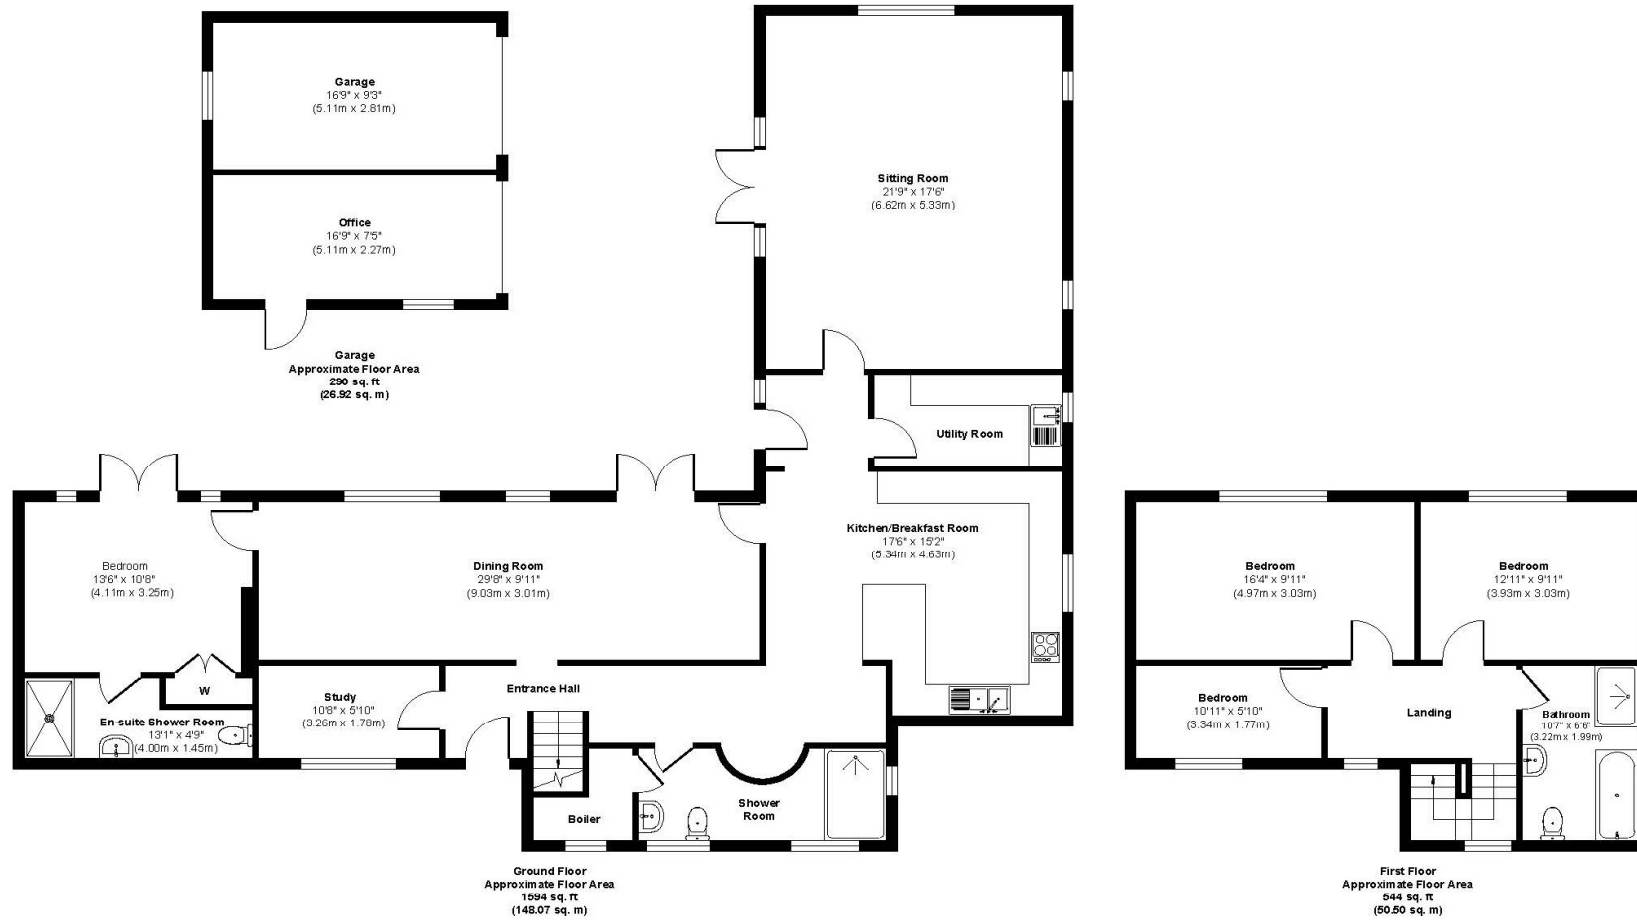 Garage
16'9" x 9'3"
(5.11m x 2.81m)
Office
16'9" x 7'5"
(5.11m x 2.27m)
Garage
Approximate Floor Area
290 sq. ft
(26.92 sq. m)
Sitting Room
21'9" x 17'6"
(6.62m x 5.33m)
Utility Room
Kitchen/Breakfast Room
17'6" x 15'2"
(5.34m x 4.63m)
Bedroom
13'6" x 10'8"
(4.11m x 3.25m)
Dining Room
29'8" x 9'11"
(9.03m x 3.01m)
W
En-suite Shower Room
13'1" x 4'9"
(4.00m x 1.45m)
Study
10'8" x 5'10"
(3.26m x 1.78m)
Entrance Hall
Boiler
Shower
Room
Ground Floor
Approximate Floor Area
1594 sq. ft
(148.07 sq. m)
Bedroom
16'4" x 9'11"
(4.97m x 3.03m)
Bedroom
12'11" x 9'11"
(3.93m x 3.03m)
Bedroom
10'11" x 5'10"
(3.34m x 1.77m)
Landing
Bathroom
10'7" x 6'6"
(3.22m x 1.99m)
First Floor
Approximate Floor Area
544 sq. ft
(50.50 sq. m)